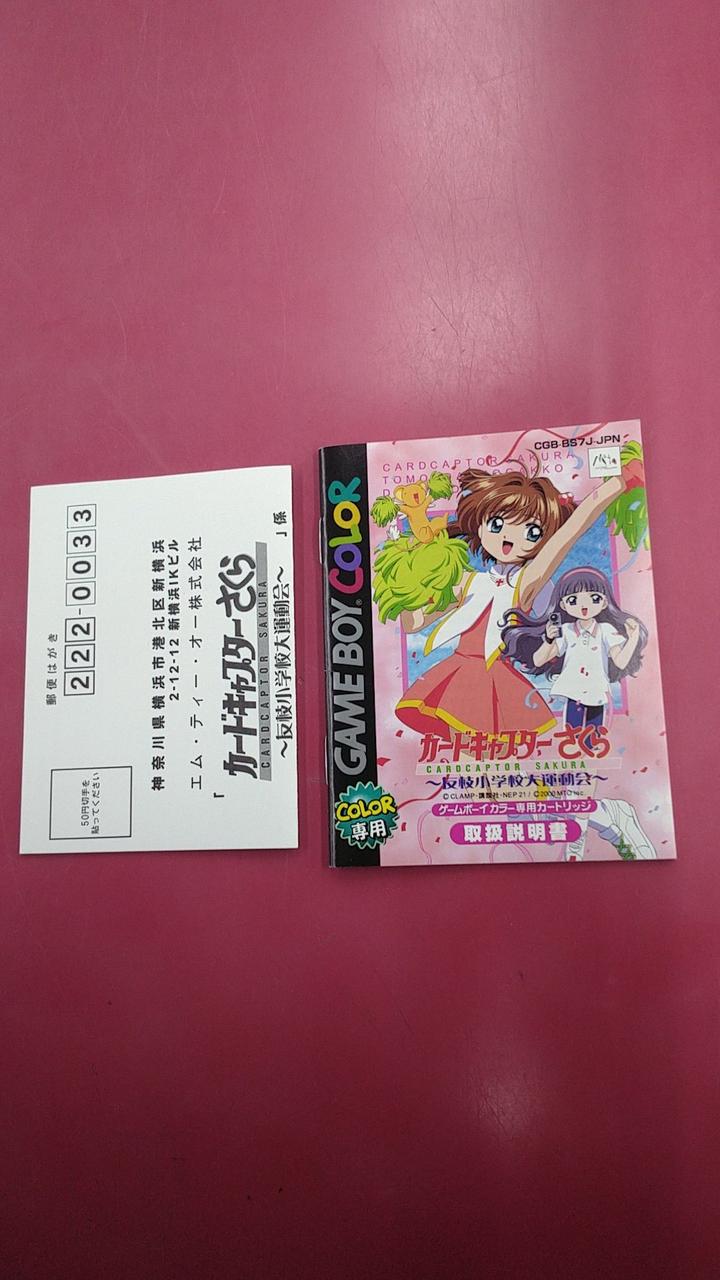 郵便はがき
222-0033
50円切手を
貼ってください
神奈川県横浜市港北区新横浜
2-12-12 新横浜IKビル
エム・ティー・オー株式会社
「カードキャプターさくら
CARDCAPTOR SAKURA
〜友枝小学校大運動会〜」係
GAME BOY COLOR
COLOR
専用
CGB-BS7J-JPN
CARDCAPTOR SAKURA
カードキャプターさくら
CARDCAPTOR SAKURA
〜友枝小学校大運動会〜
©CLAMP・講談社・NEP21/©2000 MTO Inc.
ゲームボーイカラー専用カートリッジ
取扱説明書